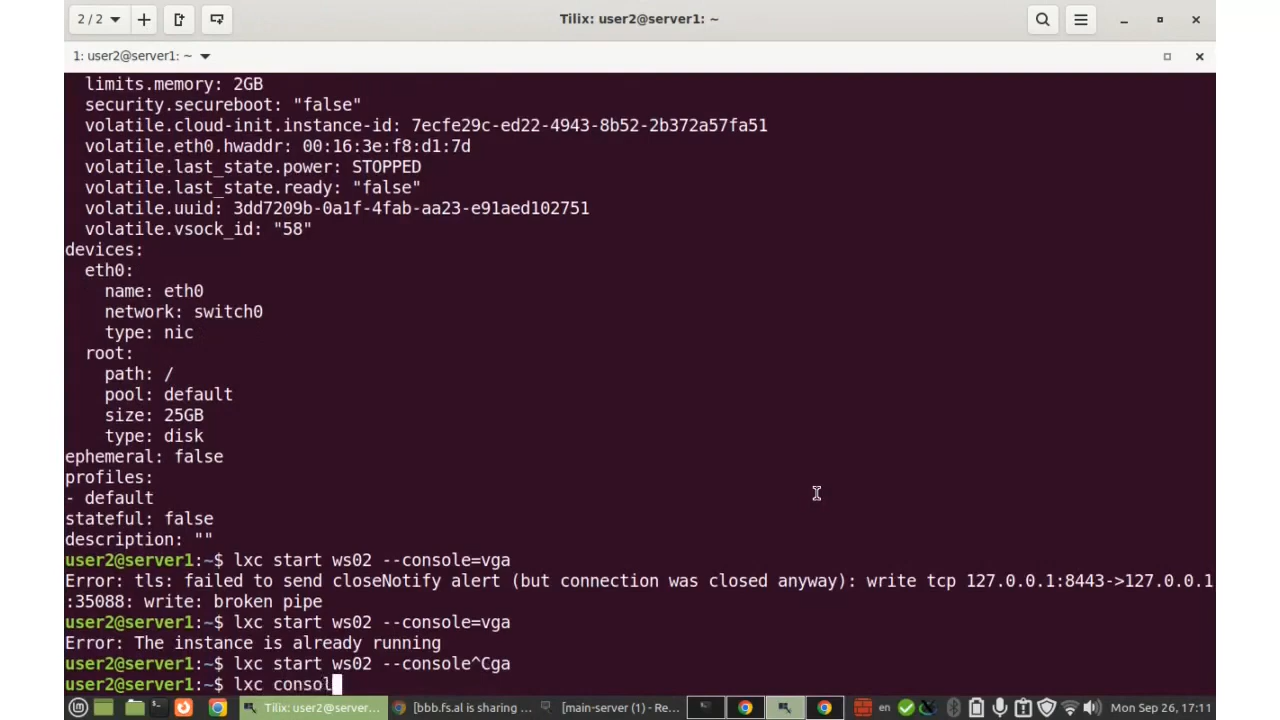 2 / 2
Tilix: user2@server1: ~
1: user2@server1: ~
limits.memory: 2GB
security.secureboot: "false"
volatile.cloud-init.instance-id: 7ecfe29c-ed22-4943-8b52-2b372a57fa51
volatile.eth0.hwaddr: 00:16:3e:f8:d1:7d
volatile.last_state.power: STOPPED
volatile.last_state.ready: "false"
volatile.uuid: 3dd7209b-0a1f-4fab-aa23-e91aed102751
volatile.vsock_id: "58"
devices:
eth0:
name: eth0
network: switch0
type: nic
root:
path: /
pool: default
size: 25GB
type: disk
ephemeral: false
profiles:
- default
stateful: false
description: ""
user2@server1:~$ lxc start ws02 --console=vga
Error: tls: failed to send closeNotify alert (but connection was closed anyway): write tcp 127.0.0.1:8443->127.0.0.1
:35088: write: broken pipe
user2@server1:~$ lxc start ws02 --console=vga
Error: The instance is already running
user2@server1:~$ lxc start ws02 --console^Cga
user2@server1:~$ lxc consol
Tilix: user2@server... [bbb.fs.al is sharing ... [main-server (1) - Re... en Mon Sep 26, 17:11